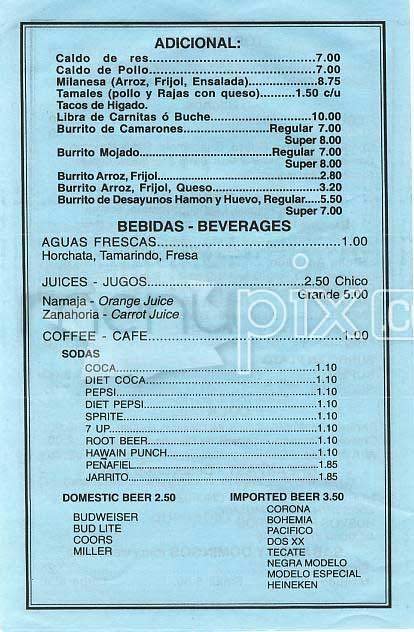 ADICIONAL:
Caldo de res........7.00
Caldo de Pollo........7.00
Milanesa (Arroz, Frijol, Ensalada)........8.75
Tamales (pollo y Rajas con queso)..........1.50 c/u
Tacos de Higado.
Libra de Carnitas ó Buche........10.00
Burrito de Camarones........Regular 7.00
Super 8.00
Burrito Mojado........Regular 7.00
Super 8.00
Burrito Arroz, Frijol........2.80
Burrito Arroz, Frijol, Queso........3.20
Burrito de Desayunos Hamon y Huevo, Regular.....5.50
Super 7.00
BEBIDAS - BEVERAGES
AGUAS FRESCAS........1.00
Horchata, Tamarindo, Fresa
JUICES - JUGOS........2.50 Chico
Grande 5.00
Narnaja - Orange Juice
Zanahoria - Carrot Juice
COFFEE - CAFE........1.00
SODAS
COCA........1.10
DIET COCA........1.10
PEPSI........1.10
DIET PEPSI........1.10
SPRITE........1.10
7 UP........1.10
ROOT BEER........1.10
HAWAIN PUNCH........1.10
PEÑAFIEL........1.85
JARRITO........1.85
DOMESTIC BEER 2.50 IMPORTED BEER 3.50
BUDWEISER
BUD LITE
COORS
MILLER
CORONA
BOHEMIA
PACIFICO
DOS XX
TECATE
NEGRA MODELO
MODELO ESPECIAL
HEINEKEN